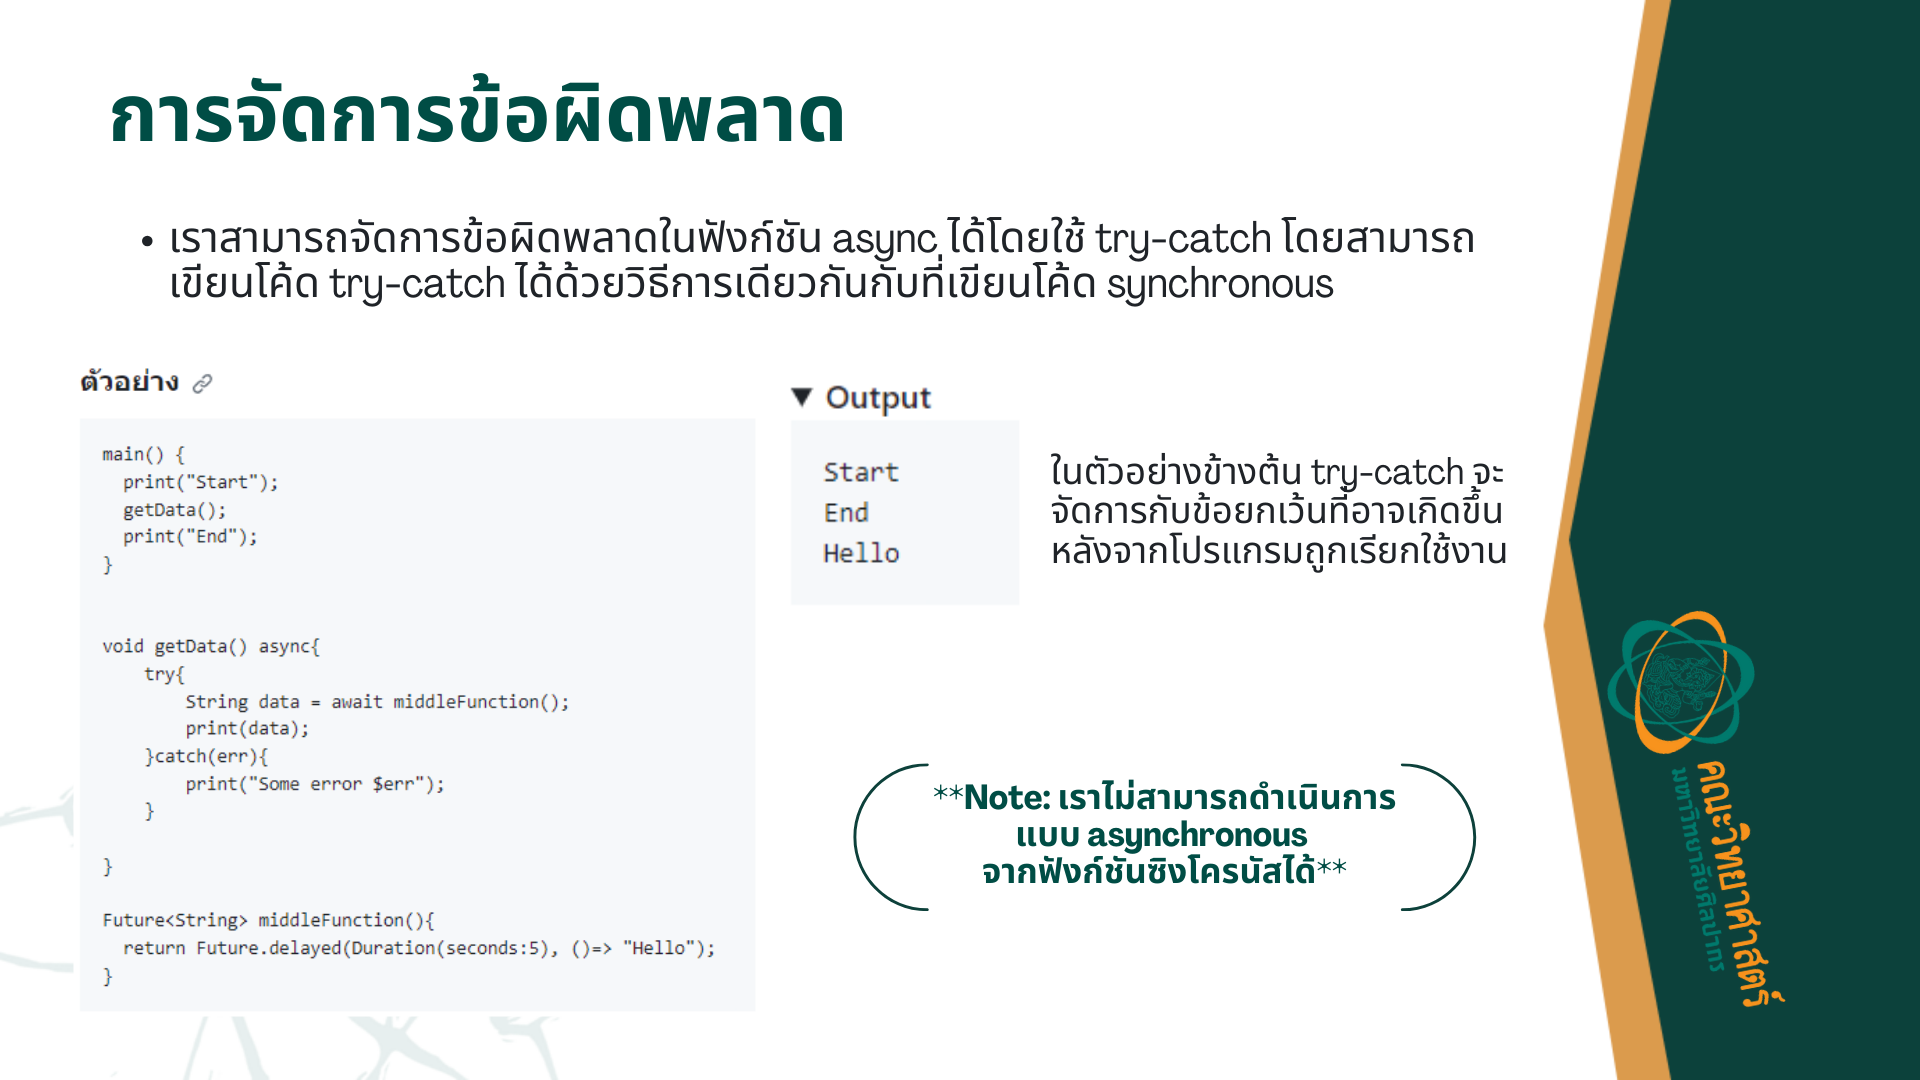 การจัดการข้อผิดพลาด
• เราสามารถจัดการข้อผิดพลาดในฟังก์ชัน async ได้โดยใช้ try-catch โดยสามารถ
เขียนโค้ด try-catch ได้ด้วยวิธีการเดียวกันกับที่เขียนโค้ด synchronous
ตัวอย่าง
main() {
  print("Start");
  getData();
  print("End");
}
void getData() async{
    try{
        String data = await middleFunction();
        print(data);
    }catch(err){
        print("Some error $err");
    }
}
Future<String> middleFunction(){
  return Future.delayed(Duration(seconds:5), ()=> "Hello");
}
▼ Output
Start
End
Hello
ในตัวอย่างข้างต้น try-catch จะ
จัดการกับข้อยกเว้นที่อาจเกิดขึ้น
หลังจากโปรแกรมถูกเรียกใช้งาน
**Note: เราไม่สามารถดำเนินการ
แบบ asynchronous
จากฟังก์ชันซิงโครนัสได้**
คณะวิทยาศาสตร์
มหาวิทยาลัยศิลปากร